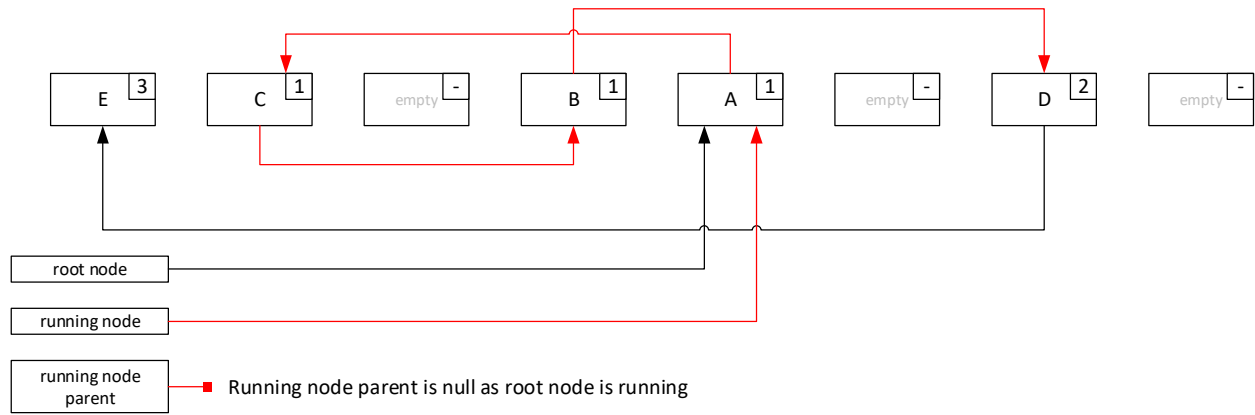 E 3
C 1
empty -
B 1
A 1
empty -
D 2
empty -
root node
running node
running node
parent
Running node parent is null as root node is running